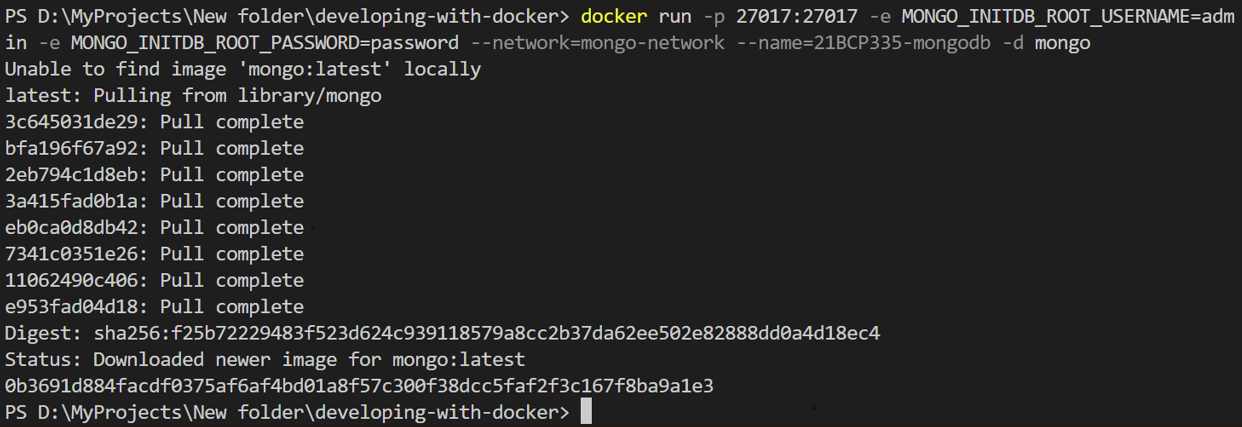 PS D:\MyProjects\New folder\developing-with-docker> docker run -p 27017:27017 -e MONGO_INITDB_ROOT_USERNAME=adm
in -e MONGO_INITDB_ROOT_PASSWORD=password --network=mongo-network --name=21BCP335-mongodb -d mongo
Unable to find image 'mongo:latest' locally
latest: Pulling from library/mongo
3c645031de29: Pull complete
bfa196f67a92: Pull complete
2eb794c1d8eb: Pull complete
3a415fad0b1a: Pull complete
eb0ca0d8db42: Pull complete
7341c0351e26: Pull complete
11062490c406: Pull complete
e953fad04d18: Pull complete
Digest: sha256:f25b72229483f523d624c939118579a8cc2b37da62ee502e82888dd0a4d18ec4
Status: Downloaded newer image for mongo:latest
0b3691d884facdf0375af6af4bd01a8f57c300f38dcc5faf2f3c167f8ba9a1e3
PS D:\MyProjects\New folder\developing-with-docker>